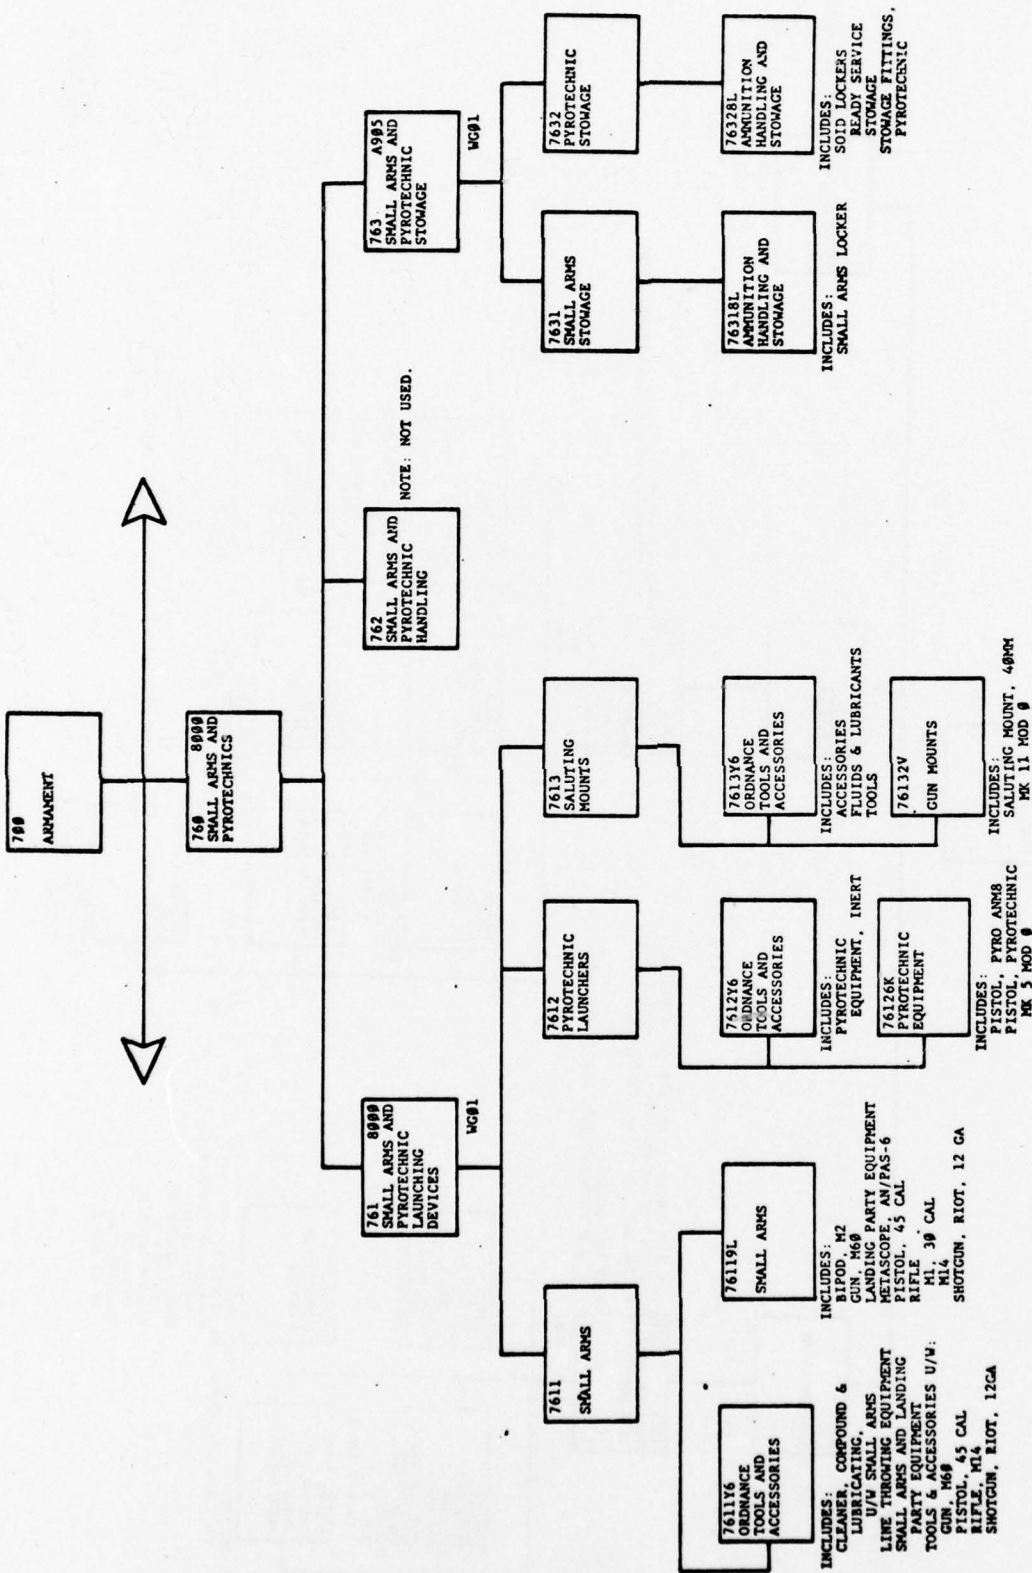 700
ARMAMENT
760 8000
SMALL ARMS AND
PYROTECHNICS
761 8000
SMALL ARMS AND
PYROTECHNIC
LAUNCHING
DEVICES
WG01
762
SMALL ARMS AND
PYROTECHNIC
HANDLING
NOTE: NOT USED.
763 A905
SMALL ARMS AND
PYROTECHNIC
STOWAGE
WG01
7611
SMALL ARMS
7612
PYROTECHNIC
LAUNCHERS
7613
SALUTING
MOUNTS
7631
SMALL ARMS
STOWAGE
7632
PYROTECHNIC
STOWAGE
7611Y6
ORDNANCE
TOOLS AND
ACCESSORIES
INCLUDES:
CLEANER, COMPOUND &
LUBRICATING,
U/W SMALL ARMS
LINE THROWING EQUIPMENT
SMALL ARMS AND LANDING
PARTY EQUIPMENT
TOOLS & ACCESSORIES U/W:
GUN, M60
PISTOL, 45 CAL
RIFLE, M14
SHOTGUN, RIOT, 12GA
76119L
SMALL ARMS
INCLUDES:
BIPOD, M2
GUN, M60
LANDING PARTY EQUIPMENT
METASCOPE, AN/PAS-6
PISTOL, 45 CAL
RIFLE
M1, 30 CAL
M14
SHOTGUN, RIOT, 12 GA
7612Y6
ORDNANCE
TOOLS AND
ACCESSORIES
INCLUDES:
PYROTECHNIC
EQUIPMENT, INERT
76126K
PYROTECHNIC
EQUIPMENT
INCLUDES:
PISTOL, PYRO ANM8
PISTOL, PYROTECHNIC
MK 5 MOD 0
7613Y6
ORDNANCE
TOOLS AND
ACCESSORIES
INCLUDES:
ACCESSORIES
FLUIDS & LUBRICANTS
TOOLS
76132V
GUN MOUNTS
INCLUDES:
SALUTING MOUNT, 40MM
MK 11 MOD 0
76318L
AMMUNITION
HANDLING AND
STOWAGE
INCLUDES:
SMALL ARMS LOCKER
76328L
AMMUNITION
HANDLING AND
STOWAGE
INCLUDES:
SOID LOCKERS
READY SERVICE
STOWAGE
STOWAGE FITTINGS,
PYROTECHNIC